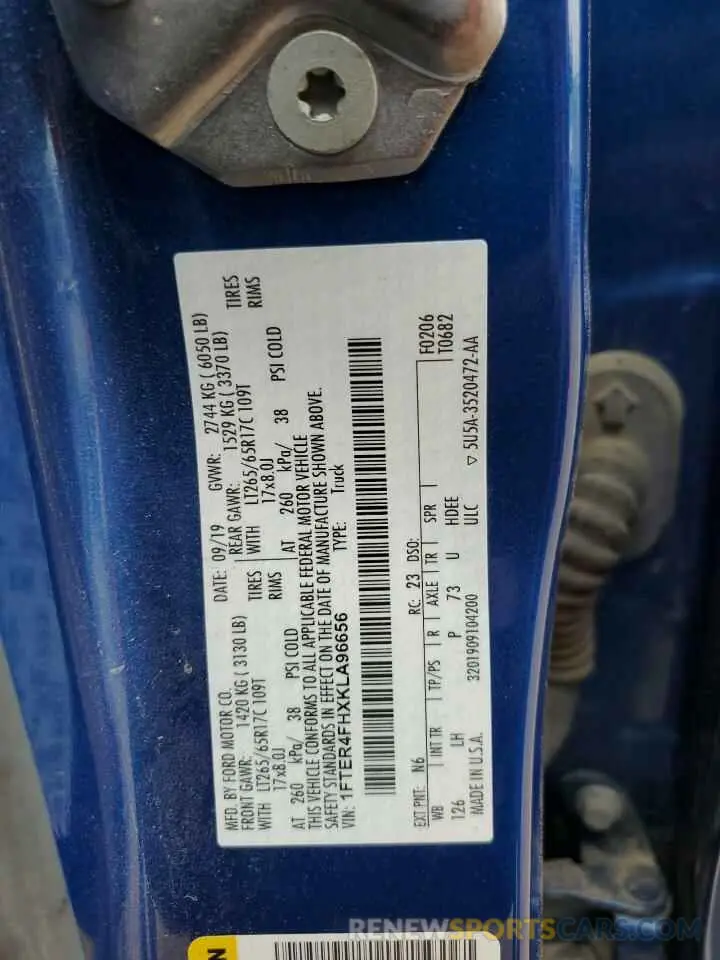 MFD. BY FORD MOTOR CO.
DATE: 09/19 GVWR: 2744 KG ( 6050 LB)
FRONT GAWR: 1420 KG ( 3130 LB) REAR GAWR: 1529 KG ( 3370 LB)
WITH LT265/65R17C 109T TIRES WITH LT265/65R17C 109T TIRES
17x8.0J RIMS 17x8.0J RIMS
AT 260 kPa/ 38 PSI COLD AT 260 kPa/ 38 PSI COLD
THIS VEHICLE CONFORMS TO ALL APPLICABLE FEDERAL MOTOR VEHICLE
SAFETY STANDARDS IN EFFECT ON THE DATE OF MANUFACTURE SHOWN ABOVE.
VIN: 1FTER4FHXKLA96656 TYPE: Truck
EXT PNT: N6 RC: 23 DSO: F0206
WB INT TR TP/PS R AXLE TR SPR T0682
126 LH P 73 U HDEE
3201909104200 ULC
MADE IN U.S.A. ▽ 5U5A-3520472-AA
RENEWSPORTSCARS.COM